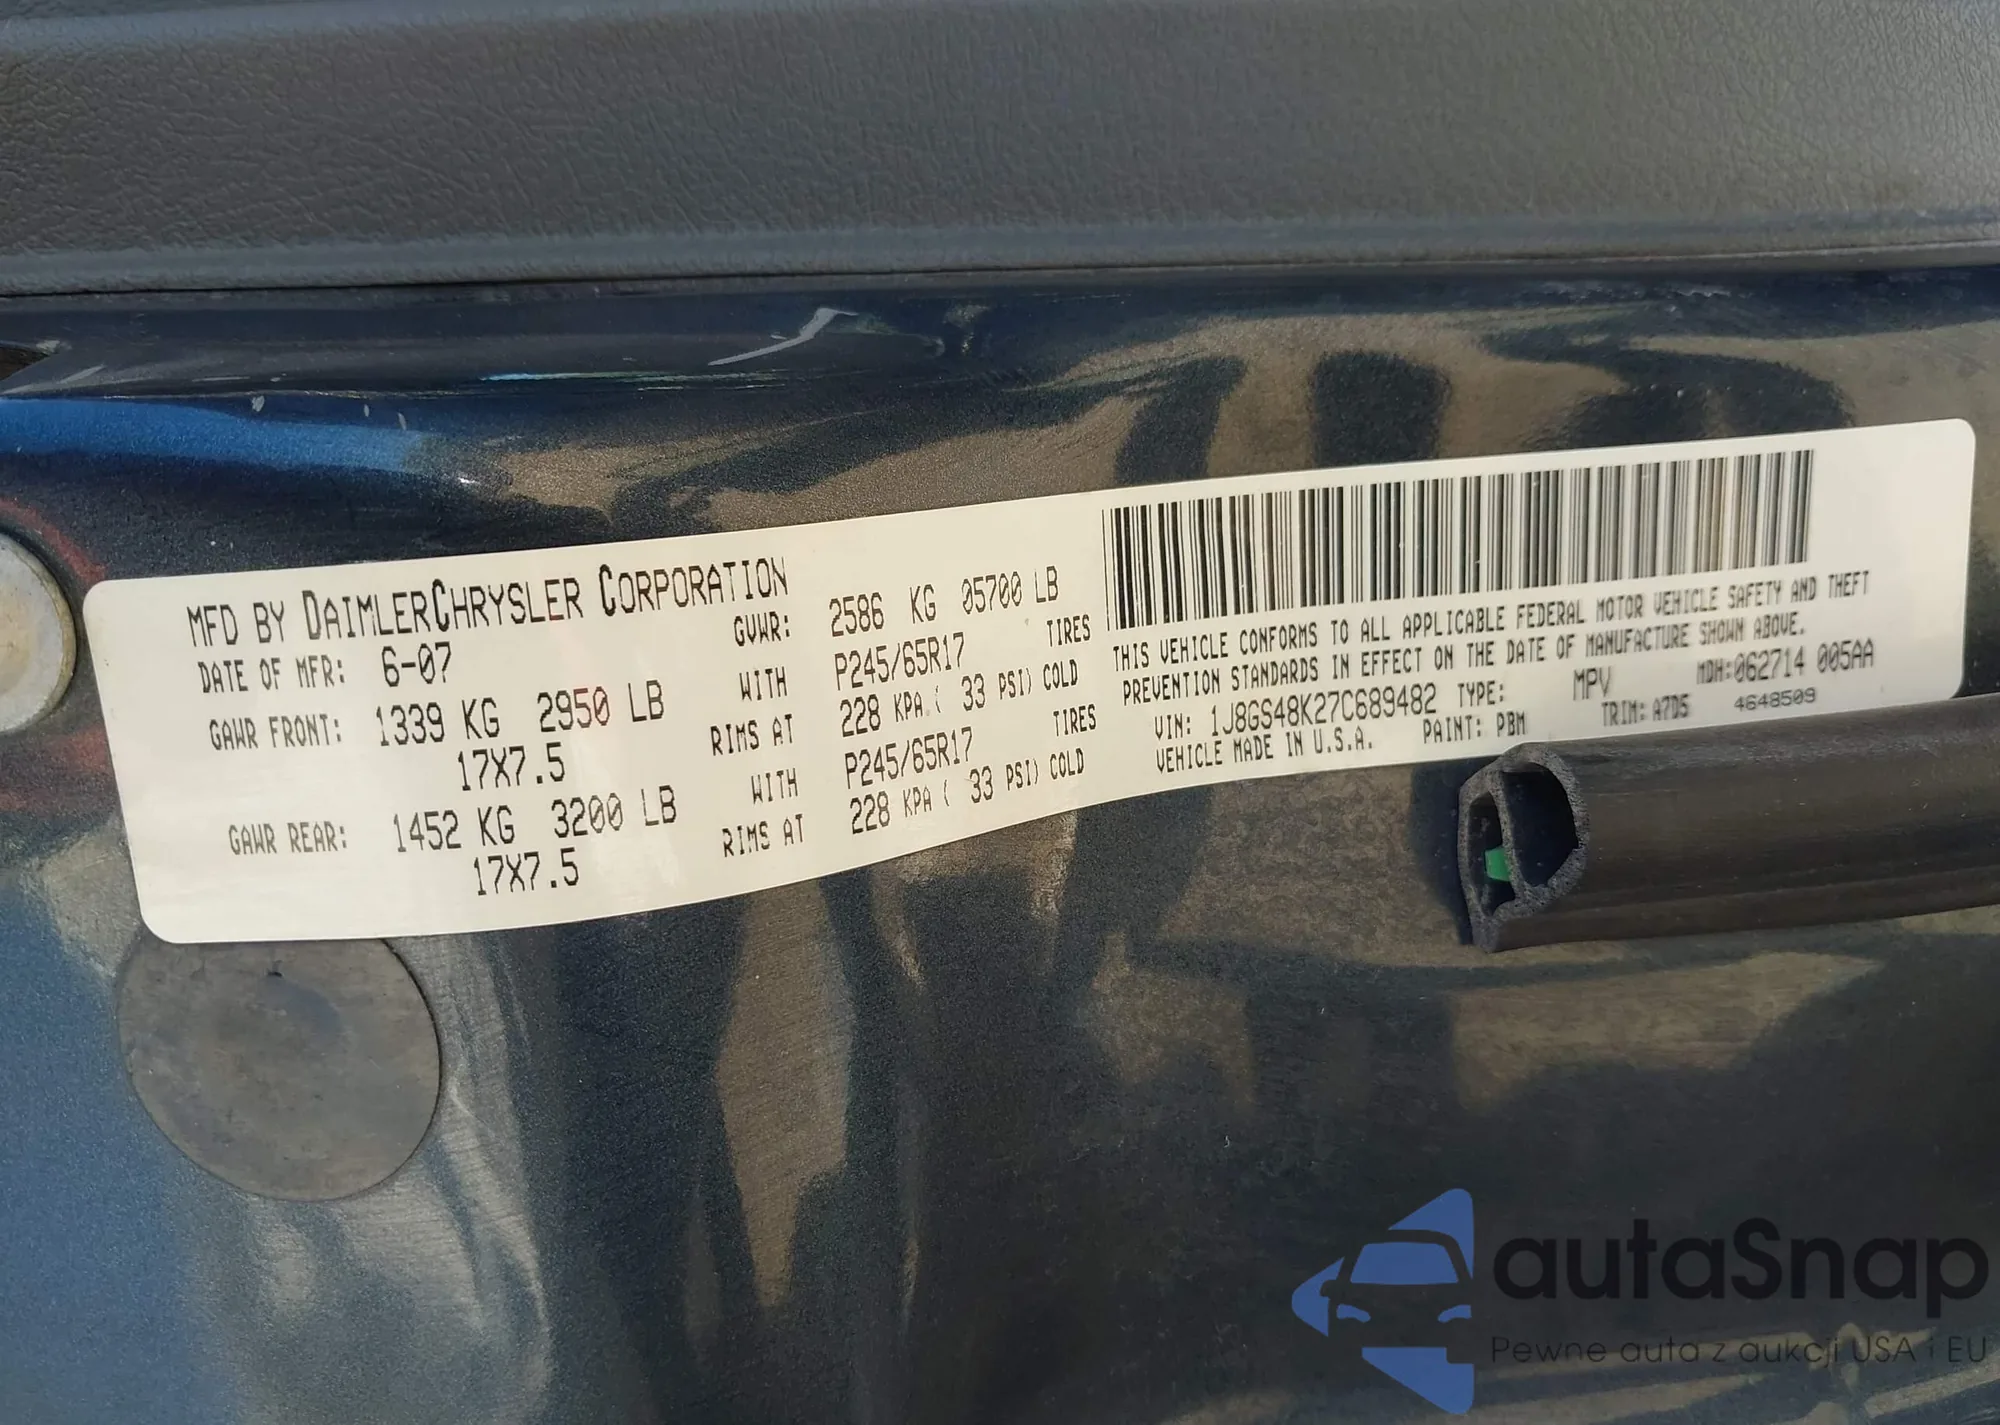 MFD BY DAIMLERCHRYSLER CORPORATION
DATE OF MFR: 6-07 GVWR: 2586 KG 05700 LB
GAWR FRONT: 1339 KG 2950 LB WITH P245/65R17 TIRES
17X7.5 RIMS AT 228 KPA ( 33 PSI) COLD
GAWR REAR: 1452 KG 3200 LB WITH P245/65R17 TIRES
17X7.5 RIMS AT 228 KPA ( 33 PSI) COLD
THIS VEHICLE CONFORMS TO ALL APPLICABLE FEDERAL MOTOR VEHICLE SAFETY AND THEFT
PREVENTION STANDARDS IN EFFECT ON THE DATE OF MANUFACTURE SHOWN ABOVE.
VIN: 1J8GS48K27C689482 TYPE: MPV MDH:062714 005AA
VEHICLE MADE IN U.S.A. PAINT: PBM TRIM: A7D5 4648509
autaSnap
Pewne auta z aukcji USA i EU